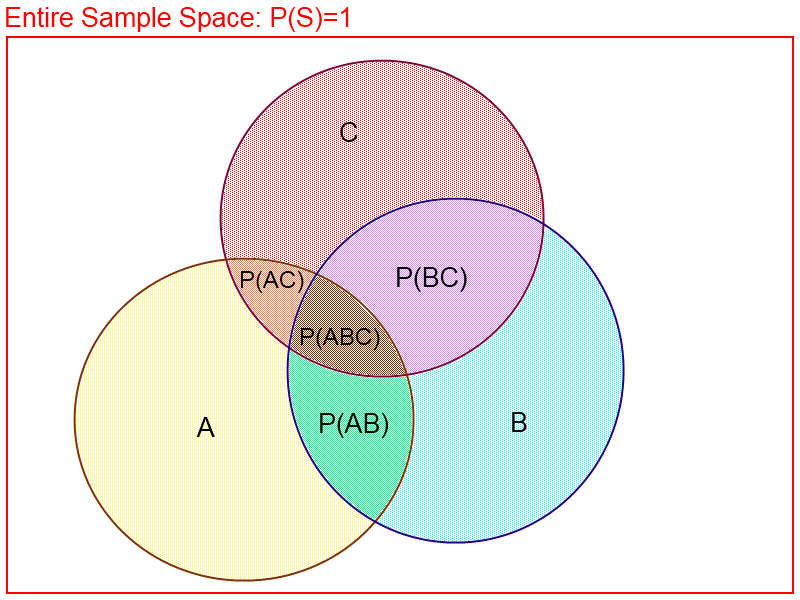 Entire Sample Space: P(S)=1
C
P(AC)
P(BC)
P(ABC)
A
P(AB)
B